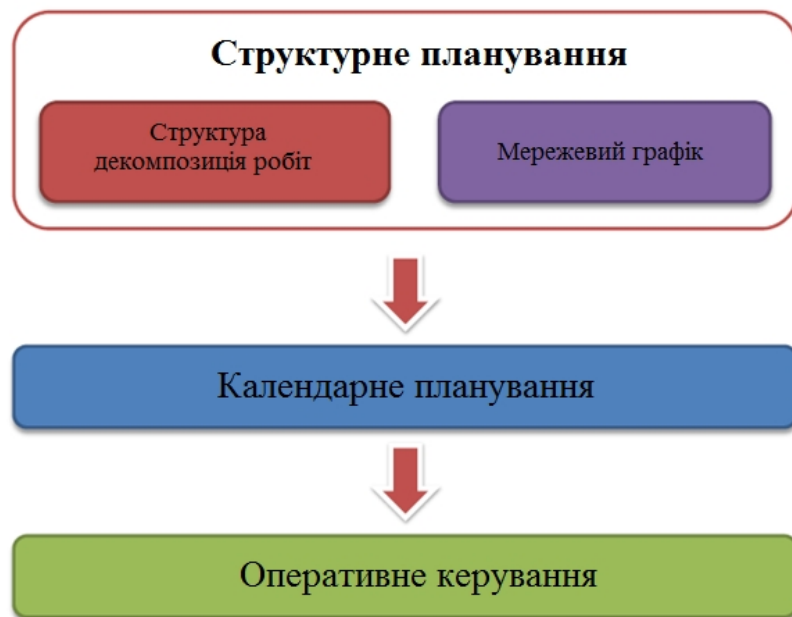 Структурне планування
Структура
декомпозиція робіт
Мережевий графік
Календарне планування
Оперативне керування